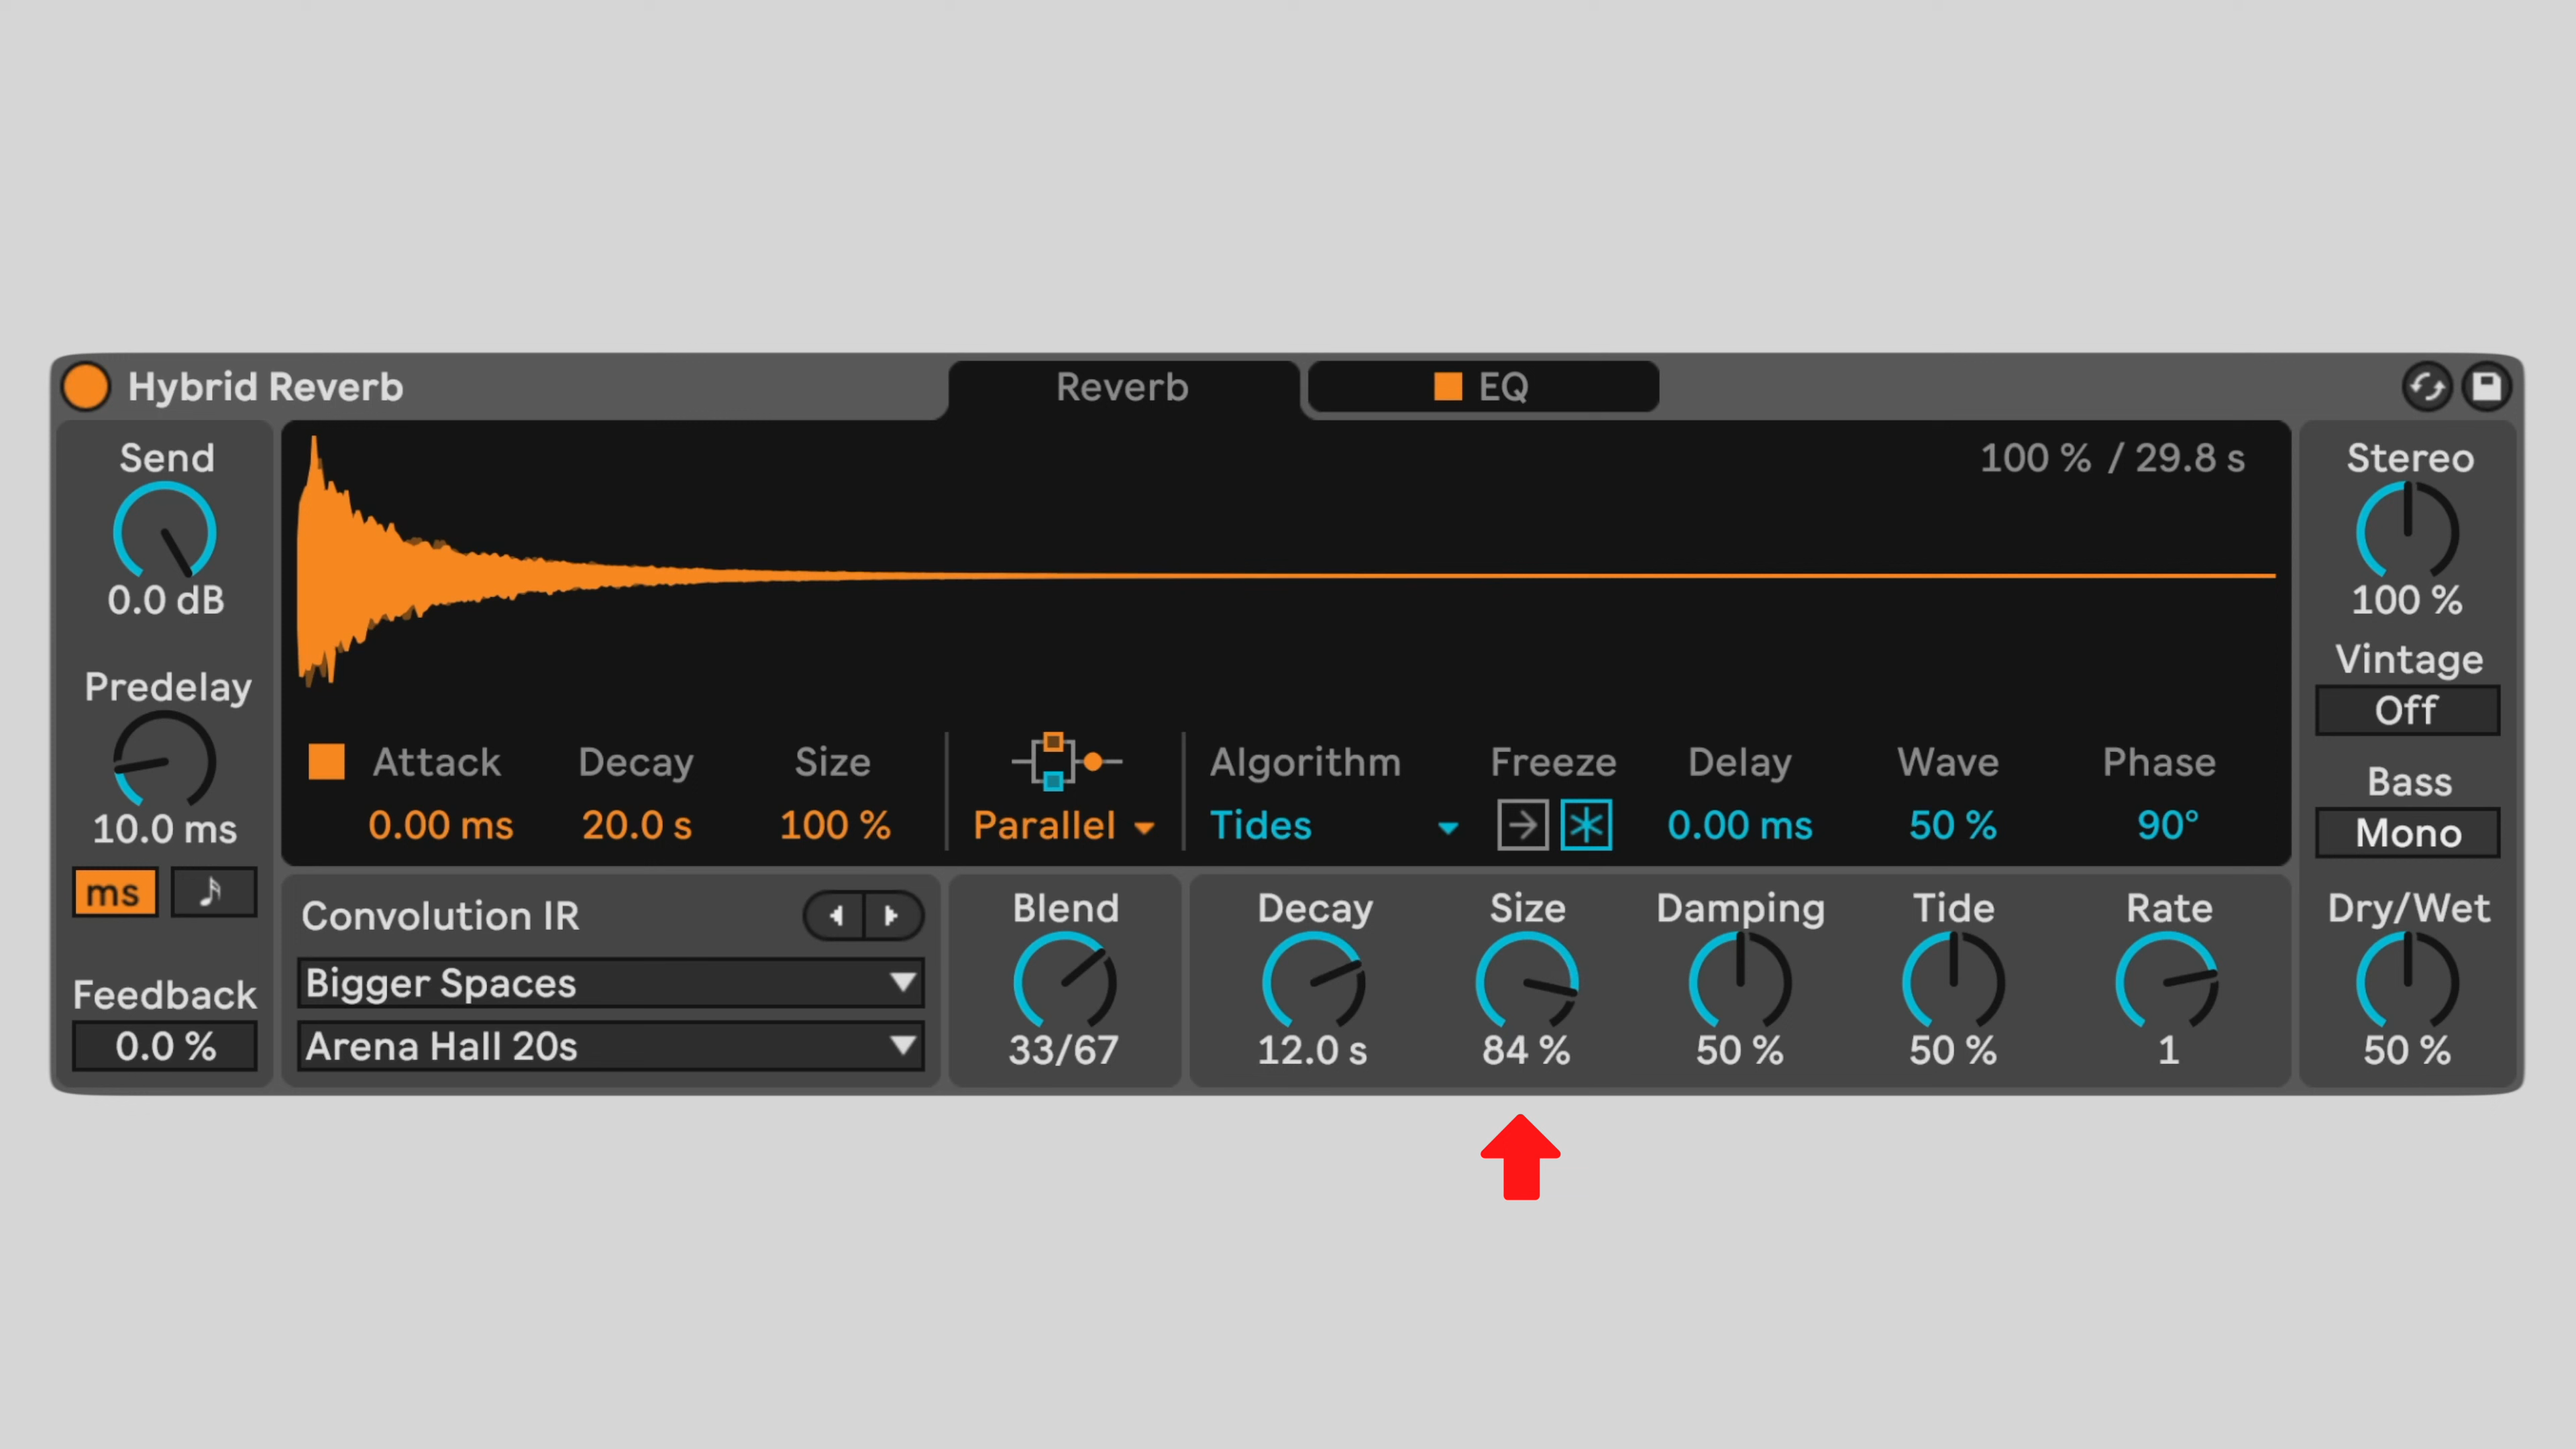 Hybrid Reverb
Reverb
EQ
Send
0.0 dB
Predelay
10.0 ms
ms
Feedback
0.0 %
100 % / 29.8 s
Attack
0.00 ms
Decay
20.0 s
Size
100 %
Parallel
Algorithm
Tides
Freeze
Delay
0.00 ms
Wave
50 %
Phase
90°
Convolution IR
Bigger Spaces
Arena Hall 20s
Blend
33/67
Decay
12.0 s
Size
84 %
Damping
50 %
Tide
50 %
Rate
1
Stereo
100 %
Vintage
Off
Bass
Mono
Dry/Wet
50 %